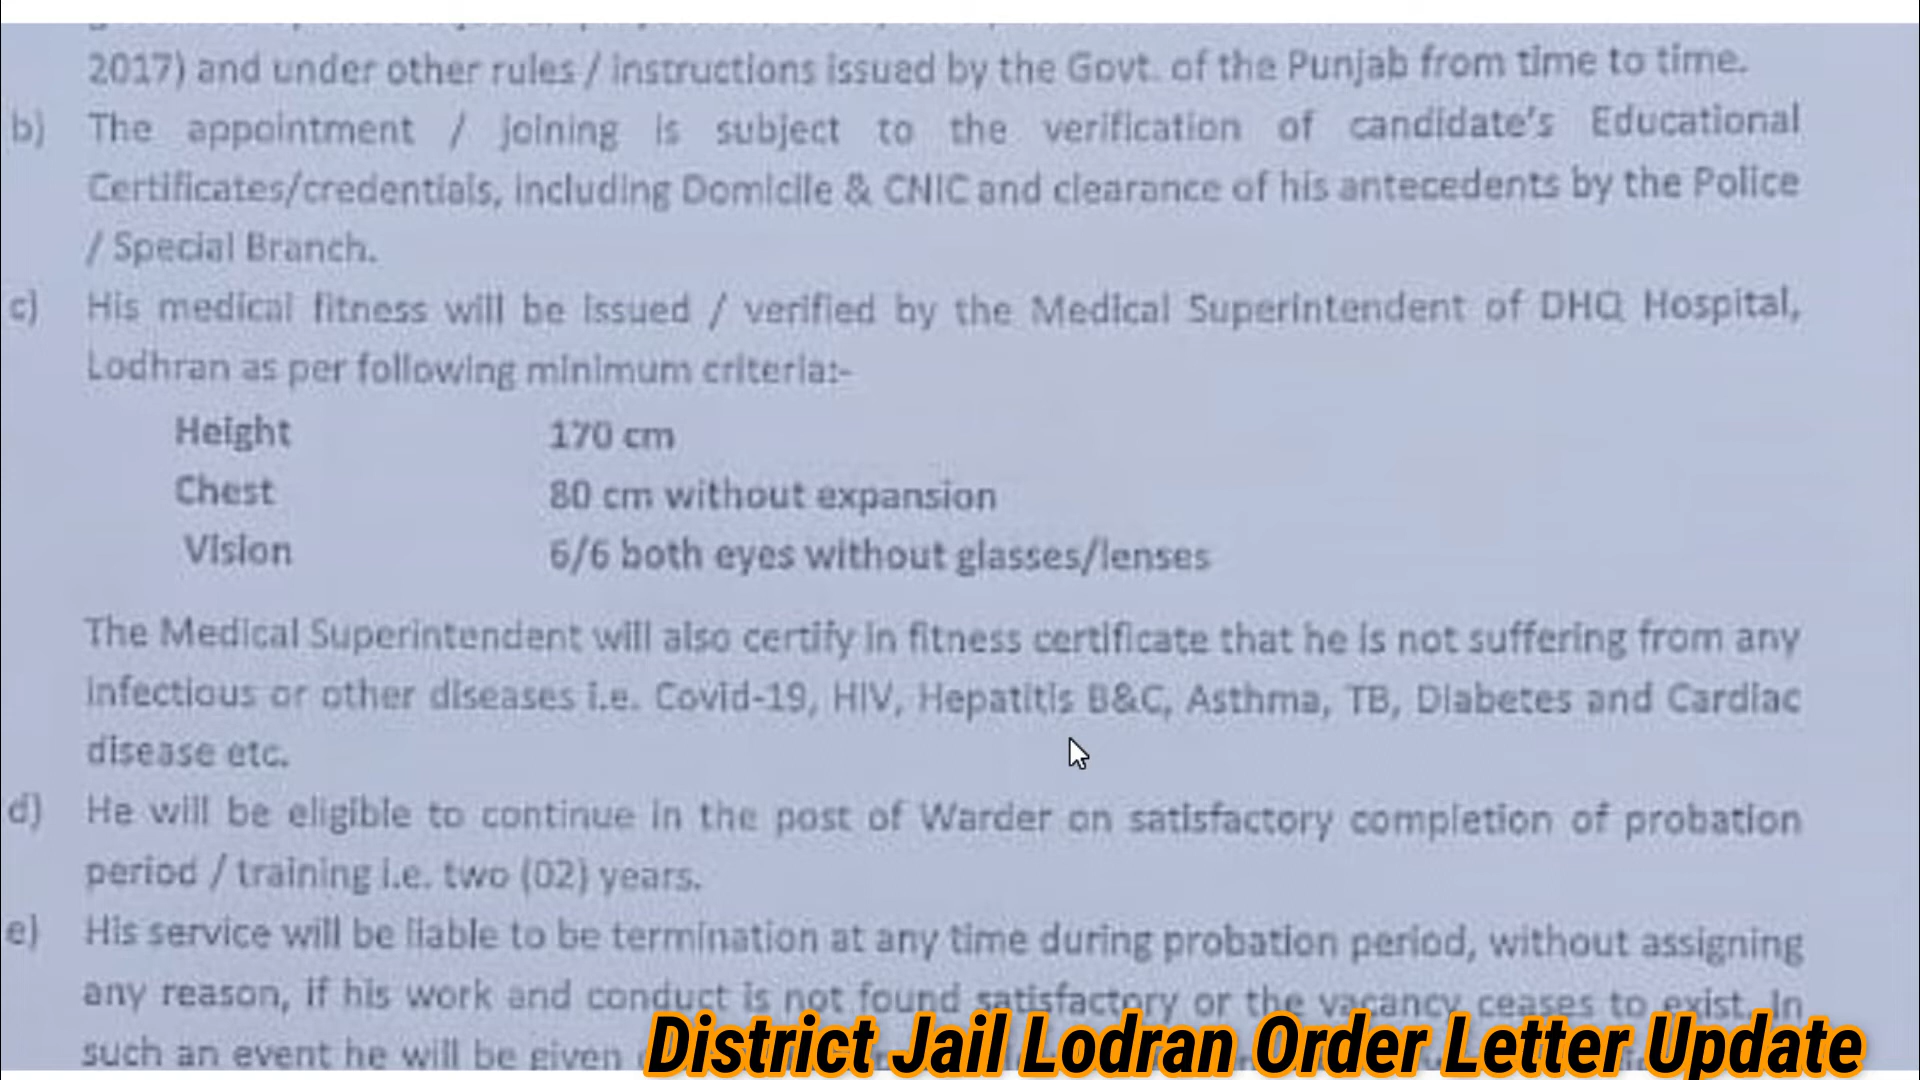 2017) and under other rules / instructions issued by the Govt. of the Punjab from time to time.
b) The appointment / joining is subject to the verification of candidate's Educational
Certificates/credentials, including Domicile & CNIC and clearance of his antecedents by the Police
/ Special Branch.
c) His medical fitness will be issued / verified by the Medical Superintendent of DHQ Hospital,
Lodhran as per following minimum criteria:-
Height 170 cm
Chest 80 cm without expansion
Vision 6/6 both eyes without glasses/lenses
The Medical Superintendent will also certify in fitness certificate that he is not suffering from any
infectious or other diseases i.e. Covid-19, HIV, Hepatitis B&C, Asthma, TB, Diabetes and Cardiac
disease etc.
d) He will be eligible to continue in the post of Warder on satisfactory completion of probation
period / training i.e. two (02) years.
e) His service will be liable to be termination at any time during probation period, without assigning
any reason, if his work and conduct is not found satisfactory or the vacancy ceases to exist. In
such an event he will be given
District Jail Lodran Order Letter Update